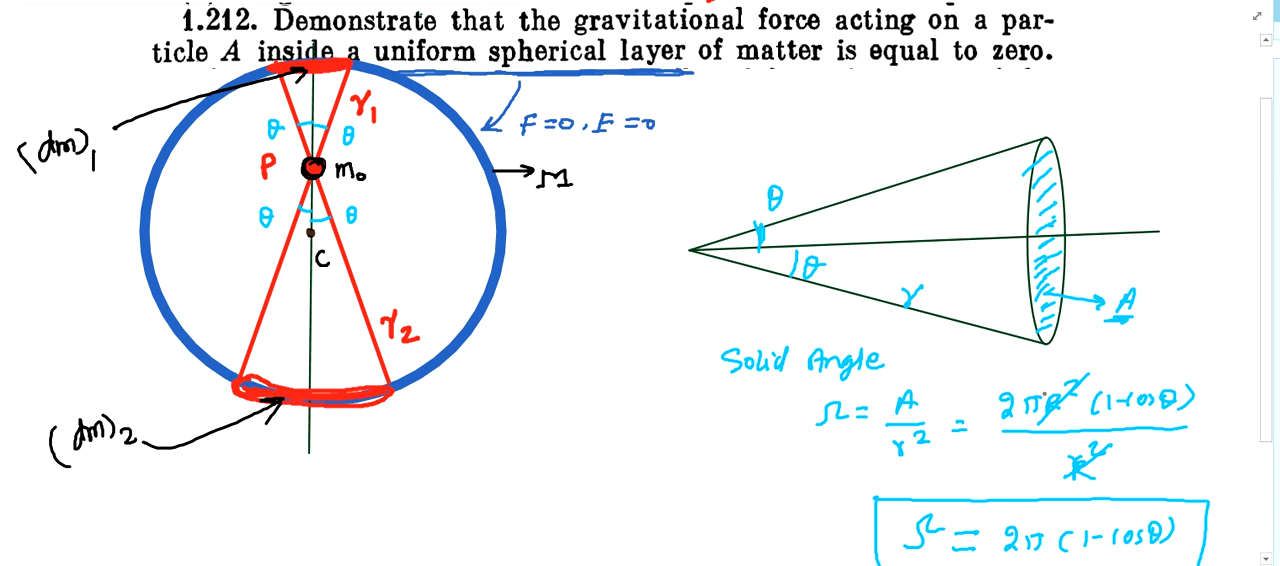 1.212. Demonstrate that the gravitational force acting on a par-
ticle A inside a uniform spherical layer of matter is equal to zero.
(dm)₁
γ₁
θ θ
F=0, E=0
P m₀
M
θ θ
C
γ₂
(dm)₂
θ
θ
γ
A
Solid Angle
Ω = A/γ² = 2πr²(1-cosθ)/r²
Ω = 2π(1-cosθ)